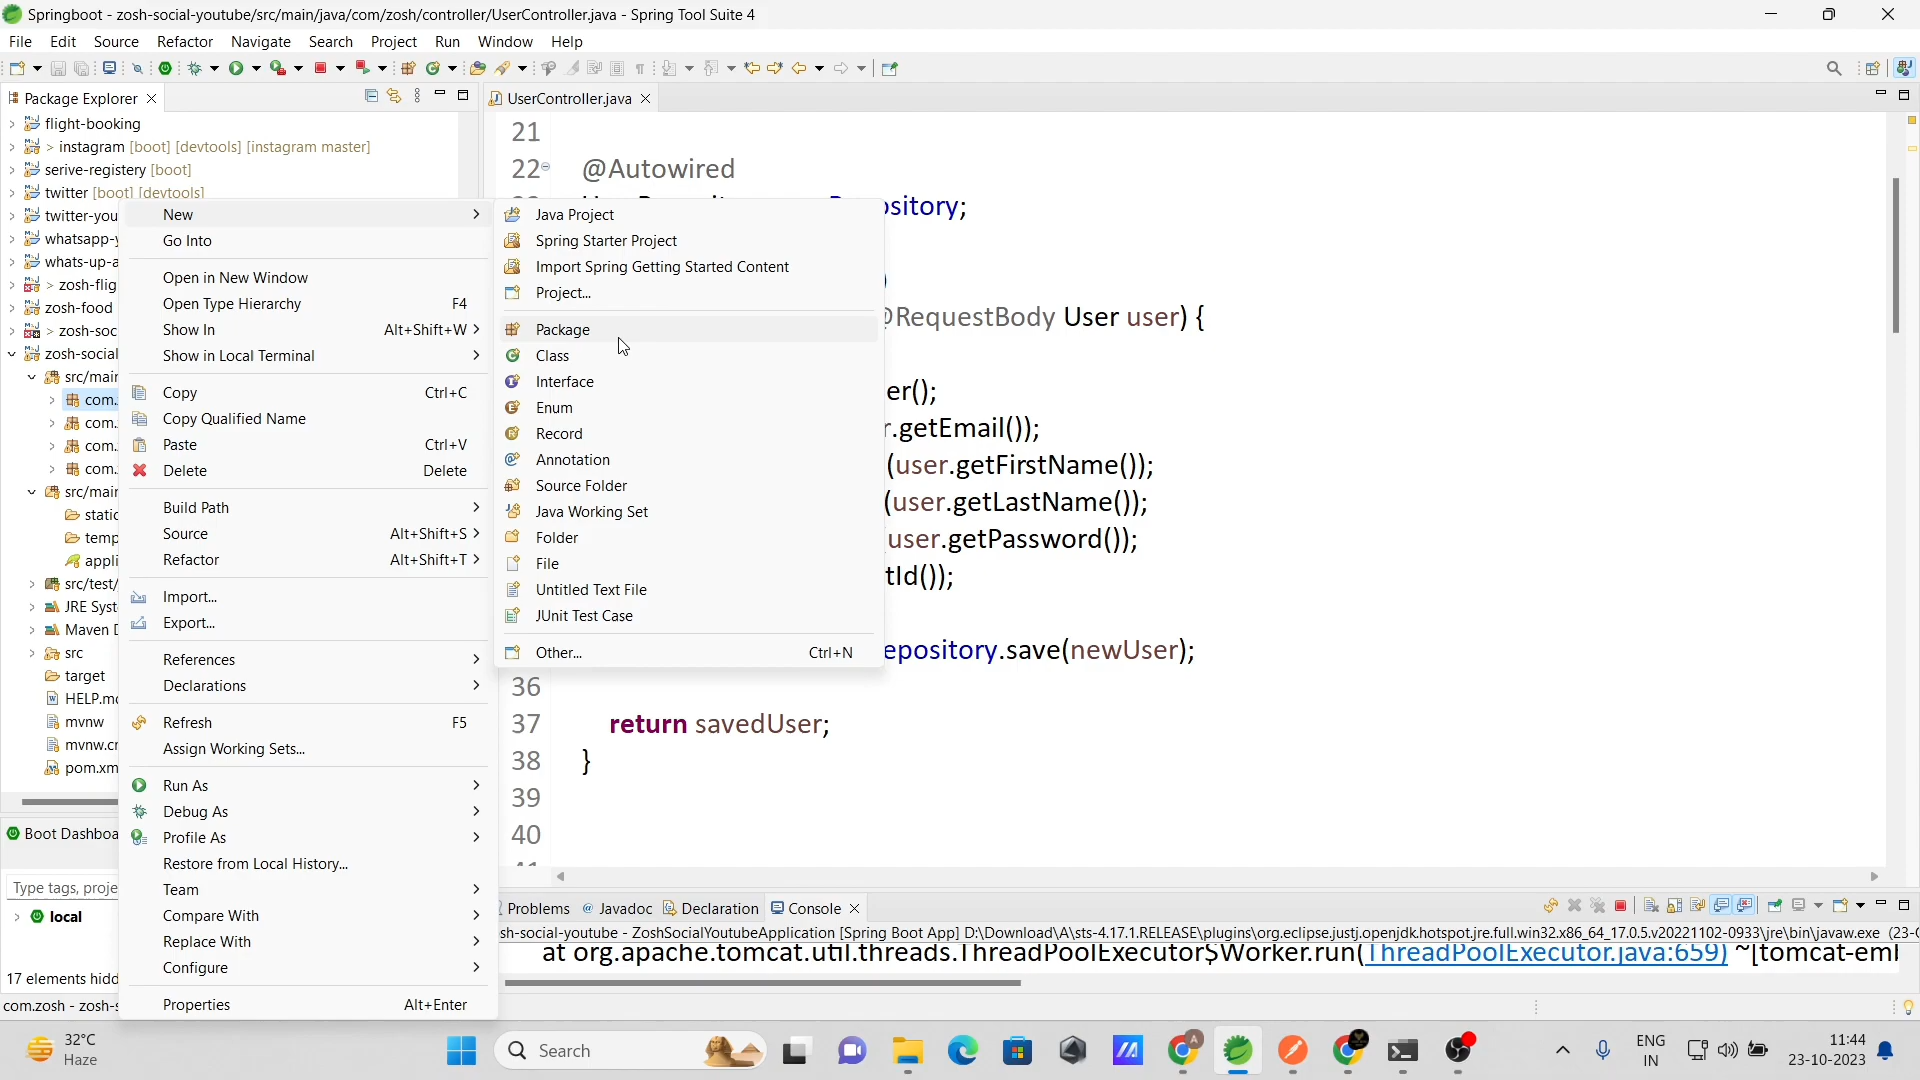 Springboot - zosh-social-youtube/src/main/java/com/zosh/controller/UserController.java - Spring Tool Suite 4
File Edit Source Refactor Navigate Search Project Run Window Help
Package Explorer
UserController.java
flight-booking
> instagram [boot] [devtools] [instagram master]
serive-registery [boot]
twitter [boot] [devtools]
twitter-you
whatsapp-y
whats-up-a
> zosh-flig
zosh-food
> zosh-soc
zosh-social
src/main
com.
com.
com.
com.
src/main
static
temp
appli
src/test/
JRE Syst
Maven D
src
target
HELP.md
mvnw
mvnw.cr
pom.xm
Boot Dashboa
Type tags, proje
local
17 elements hidd
com.zosh - zosh-s
New
Go Into
Open in New Window
Open Type Hierarchy F4
Show In Alt+Shift+W
Show in Local Terminal
Copy Ctrl+C
Copy Qualified Name
Paste Ctrl+V
Delete Delete
Build Path
Source Alt+Shift+S
Refactor Alt+Shift+T
Import...
Export...
References
Declarations
Refresh F5
Assign Working Sets...
Run As
Debug As
Profile As
Restore from Local History...
Team
Compare With
Replace With
Configure
Properties Alt+Enter
Java Project
Spring Starter Project
Import Spring Getting Started Content
Project...
Package
Class
Interface
Enum
Record
Annotation
Source Folder
Java Working Set
Folder
File
Untitled Text File
JUnit Test Case
Other... Ctrl+N
21
22 @Autowired
ository;
)
@RequestBody User user) {
er();
r.getEmail());
(user.getFirstName());
(user.getLastName());
user.getPassword());
tId());
epository.save(newUser);
36
37 return savedUser;
38 }
39
40
41
Problems Javadoc Declaration Console
sh-social-youtube - ZoshSocialYoutubeApplication [Spring Boot App] D:\Download\A\sts-4.17.1.RELEASE\plugins\org.eclipse.justj.openjdk.hotspot.jre.full.win32.x86_64_17.0.5.v20221102-0933\jre\bin\javaw.exe (23-
at org.apache.tomcat.util.threads.ThreadPoolExecutor$Worker.run(ThreadPoolExecutor.java:659) ~[tomcat-em
32°C
Haze
Search
ENG
IN
11:44
23-10-2023